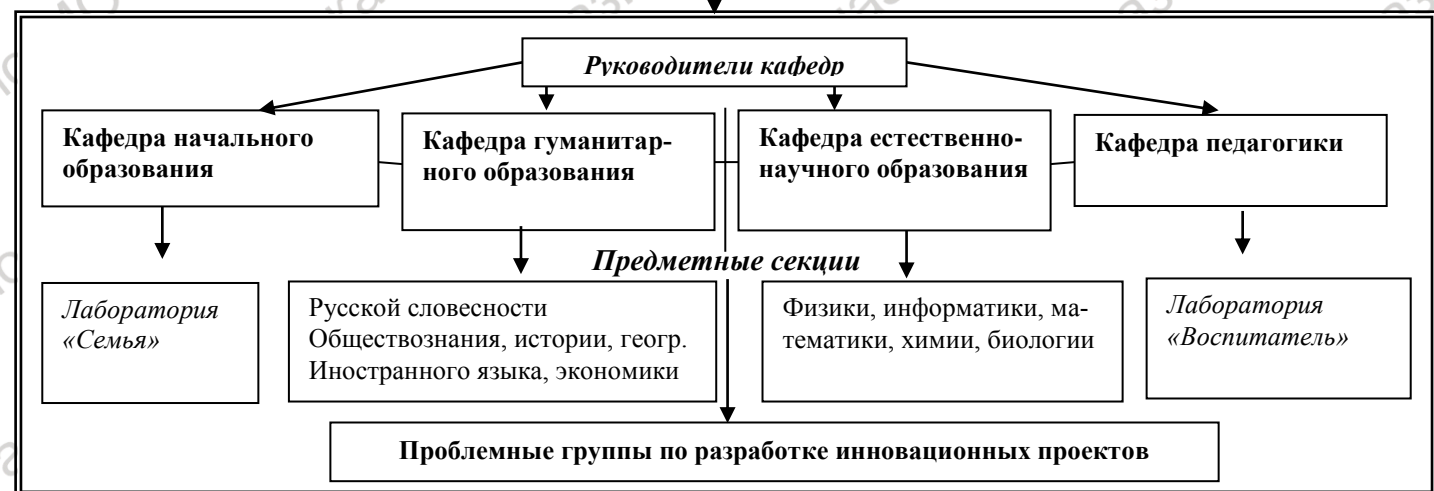 Руководители кафедр
Кафедра начального
образования
Кафедра гуманитар-
ного образования
Кафедра естественно-
научного образования
Кафедра педагогики
Предметные секции
Лаборатория
«Семья»
Русской словесности
Обществознания, истории, геогр.
Иностранного языка, экономики
Физики, информатики, ма-
тематики, химии, биологии
Лаборатория
«Воспитатель»
Проблемные группы по разработке инновационных проектов